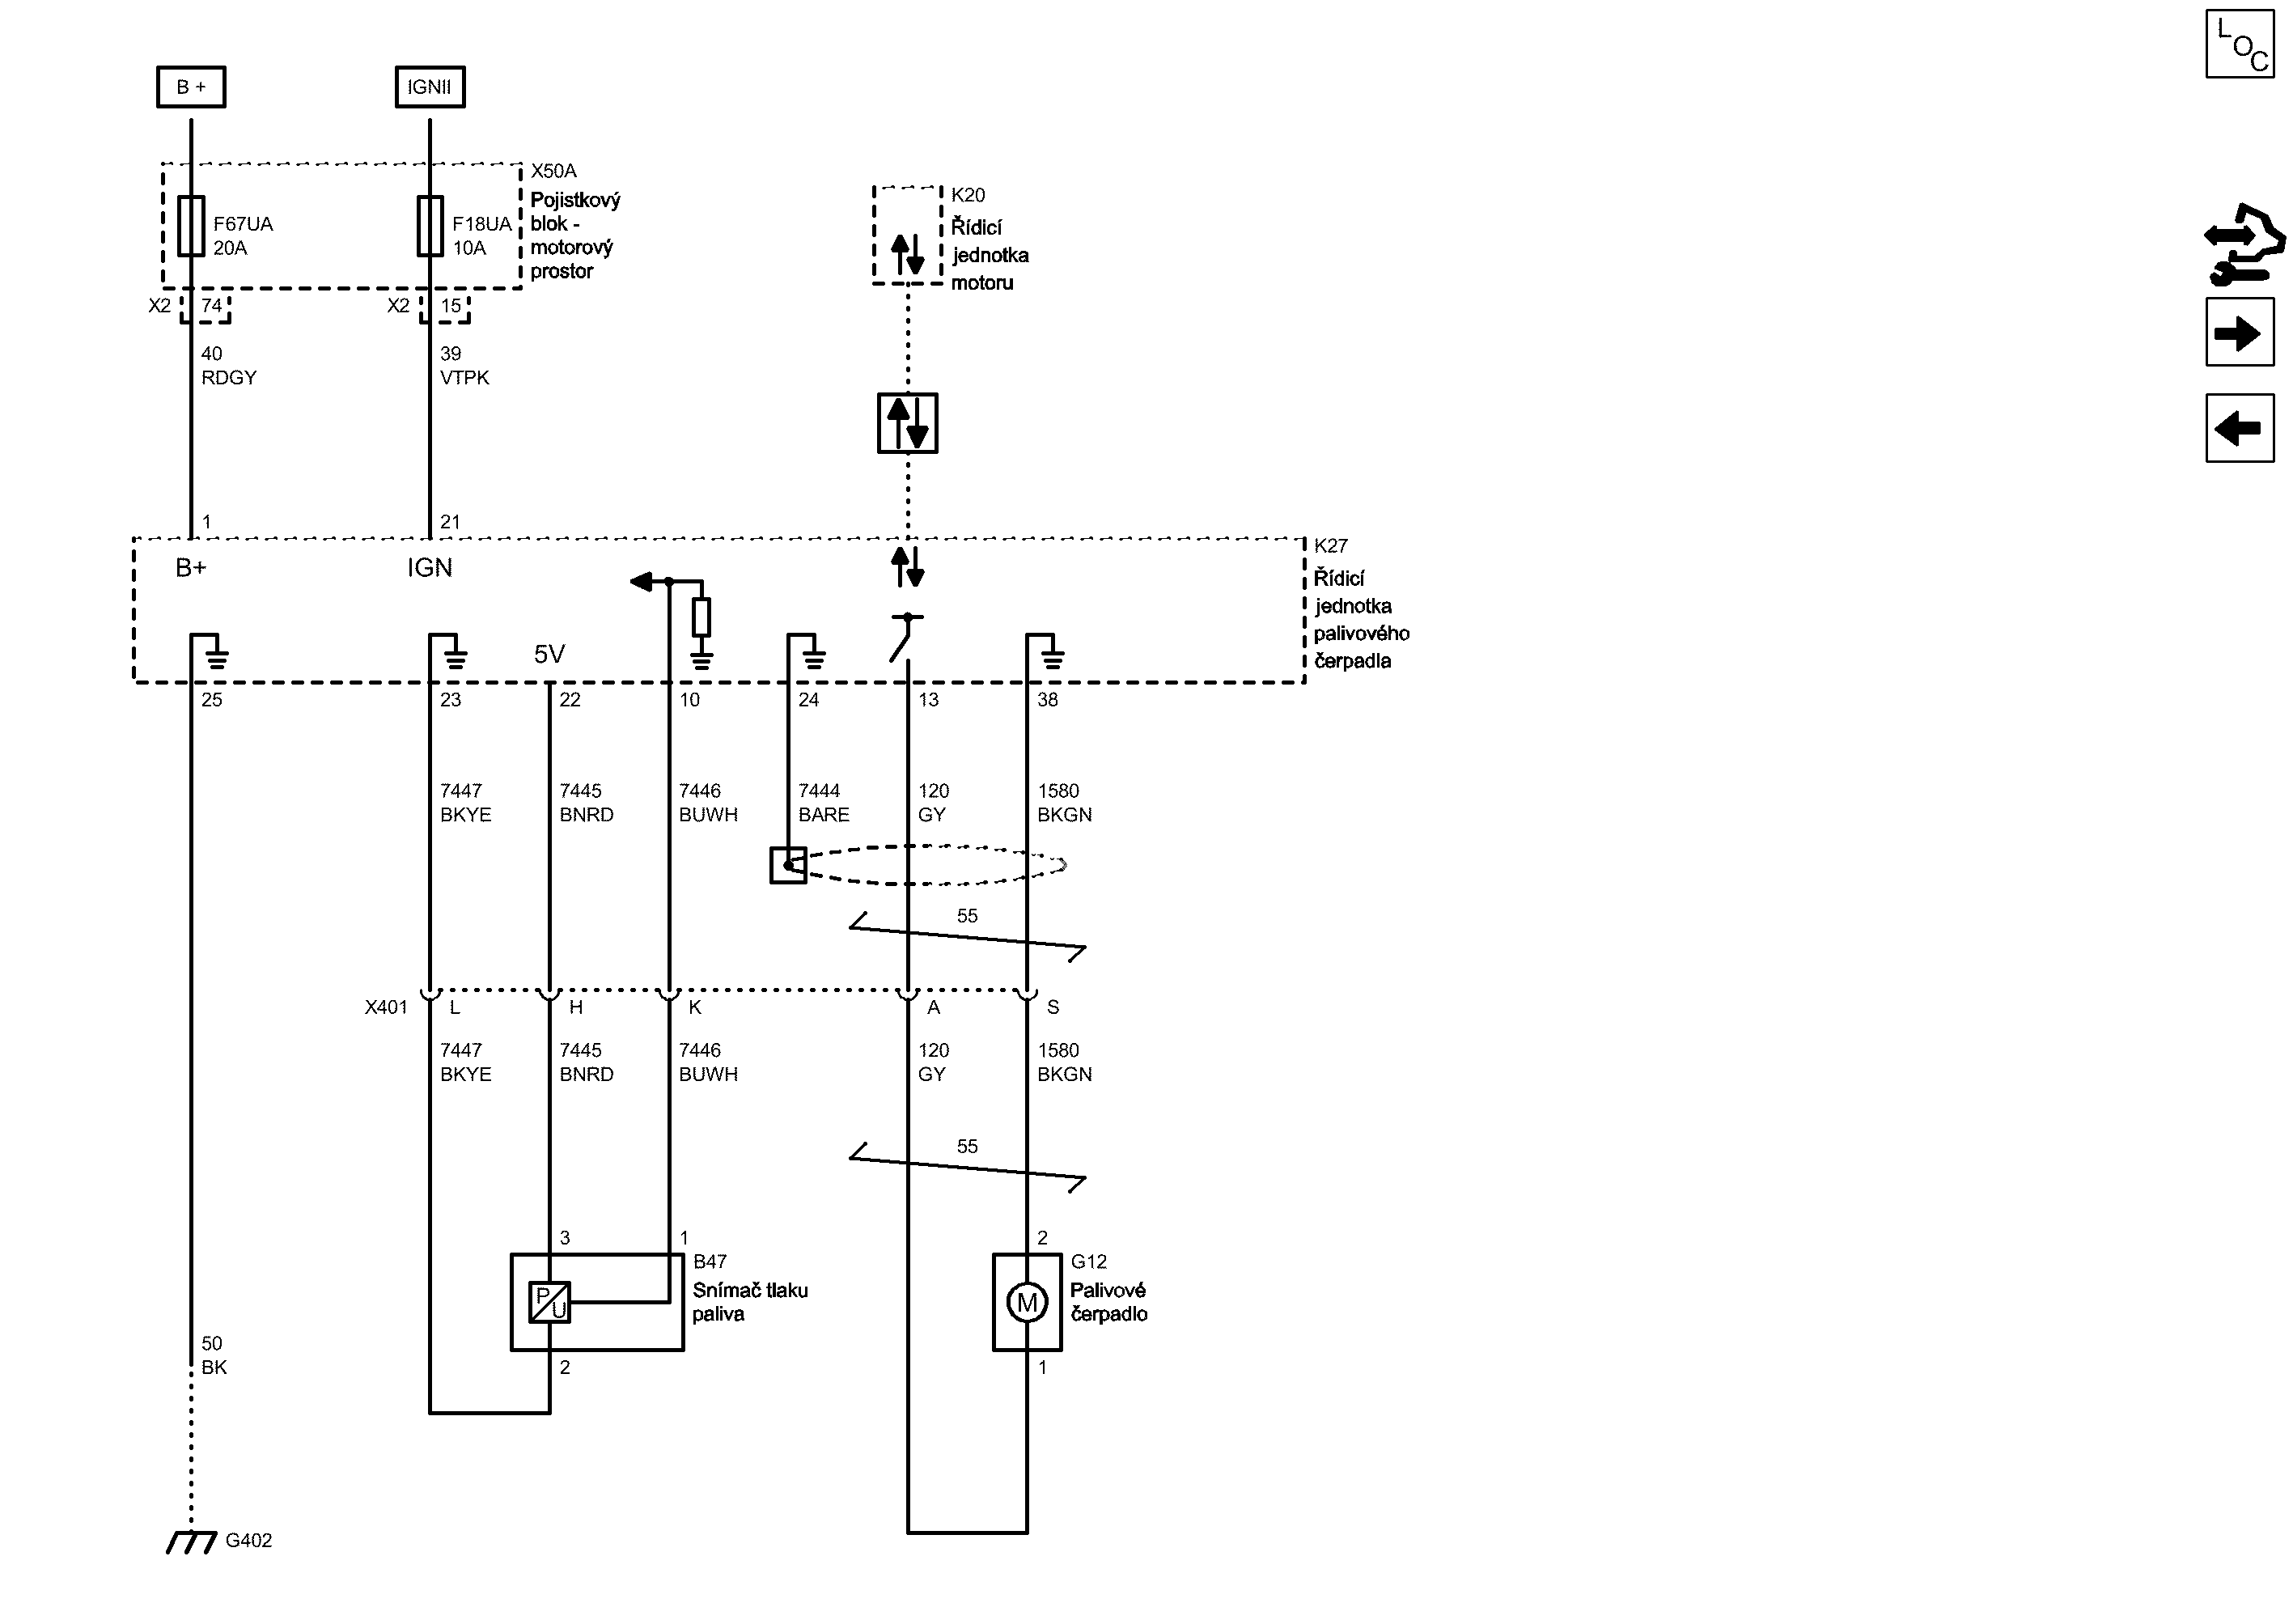 L
O
C
B +
IGNII
X50A
Pojistkový
blok -
motorový
prostor
F67UA
20A
F18UA
10A
K20
Řídicí
jednotka
motoru
X2
74
X2
15
40
RDGY
39
VTPK
1
21
B+
IGN
K27
Řídicí
jednotka
palivového
čerpadla
5V
25
23
22
10
24
13
38
7447
BKYE
7445
BNRD
7446
BUWH
7444
BARE
120
GY
1580
BKGN
55
X401
L
H
K
A
S
7447
BKYE
7445
BNRD
7446
BUWH
120
GY
1580
BKGN
55
3
1
2
B47
Snímač tlaku
paliva
P
U
G12
Palivové
čerpadlo
M
50
BK
2
1
G402